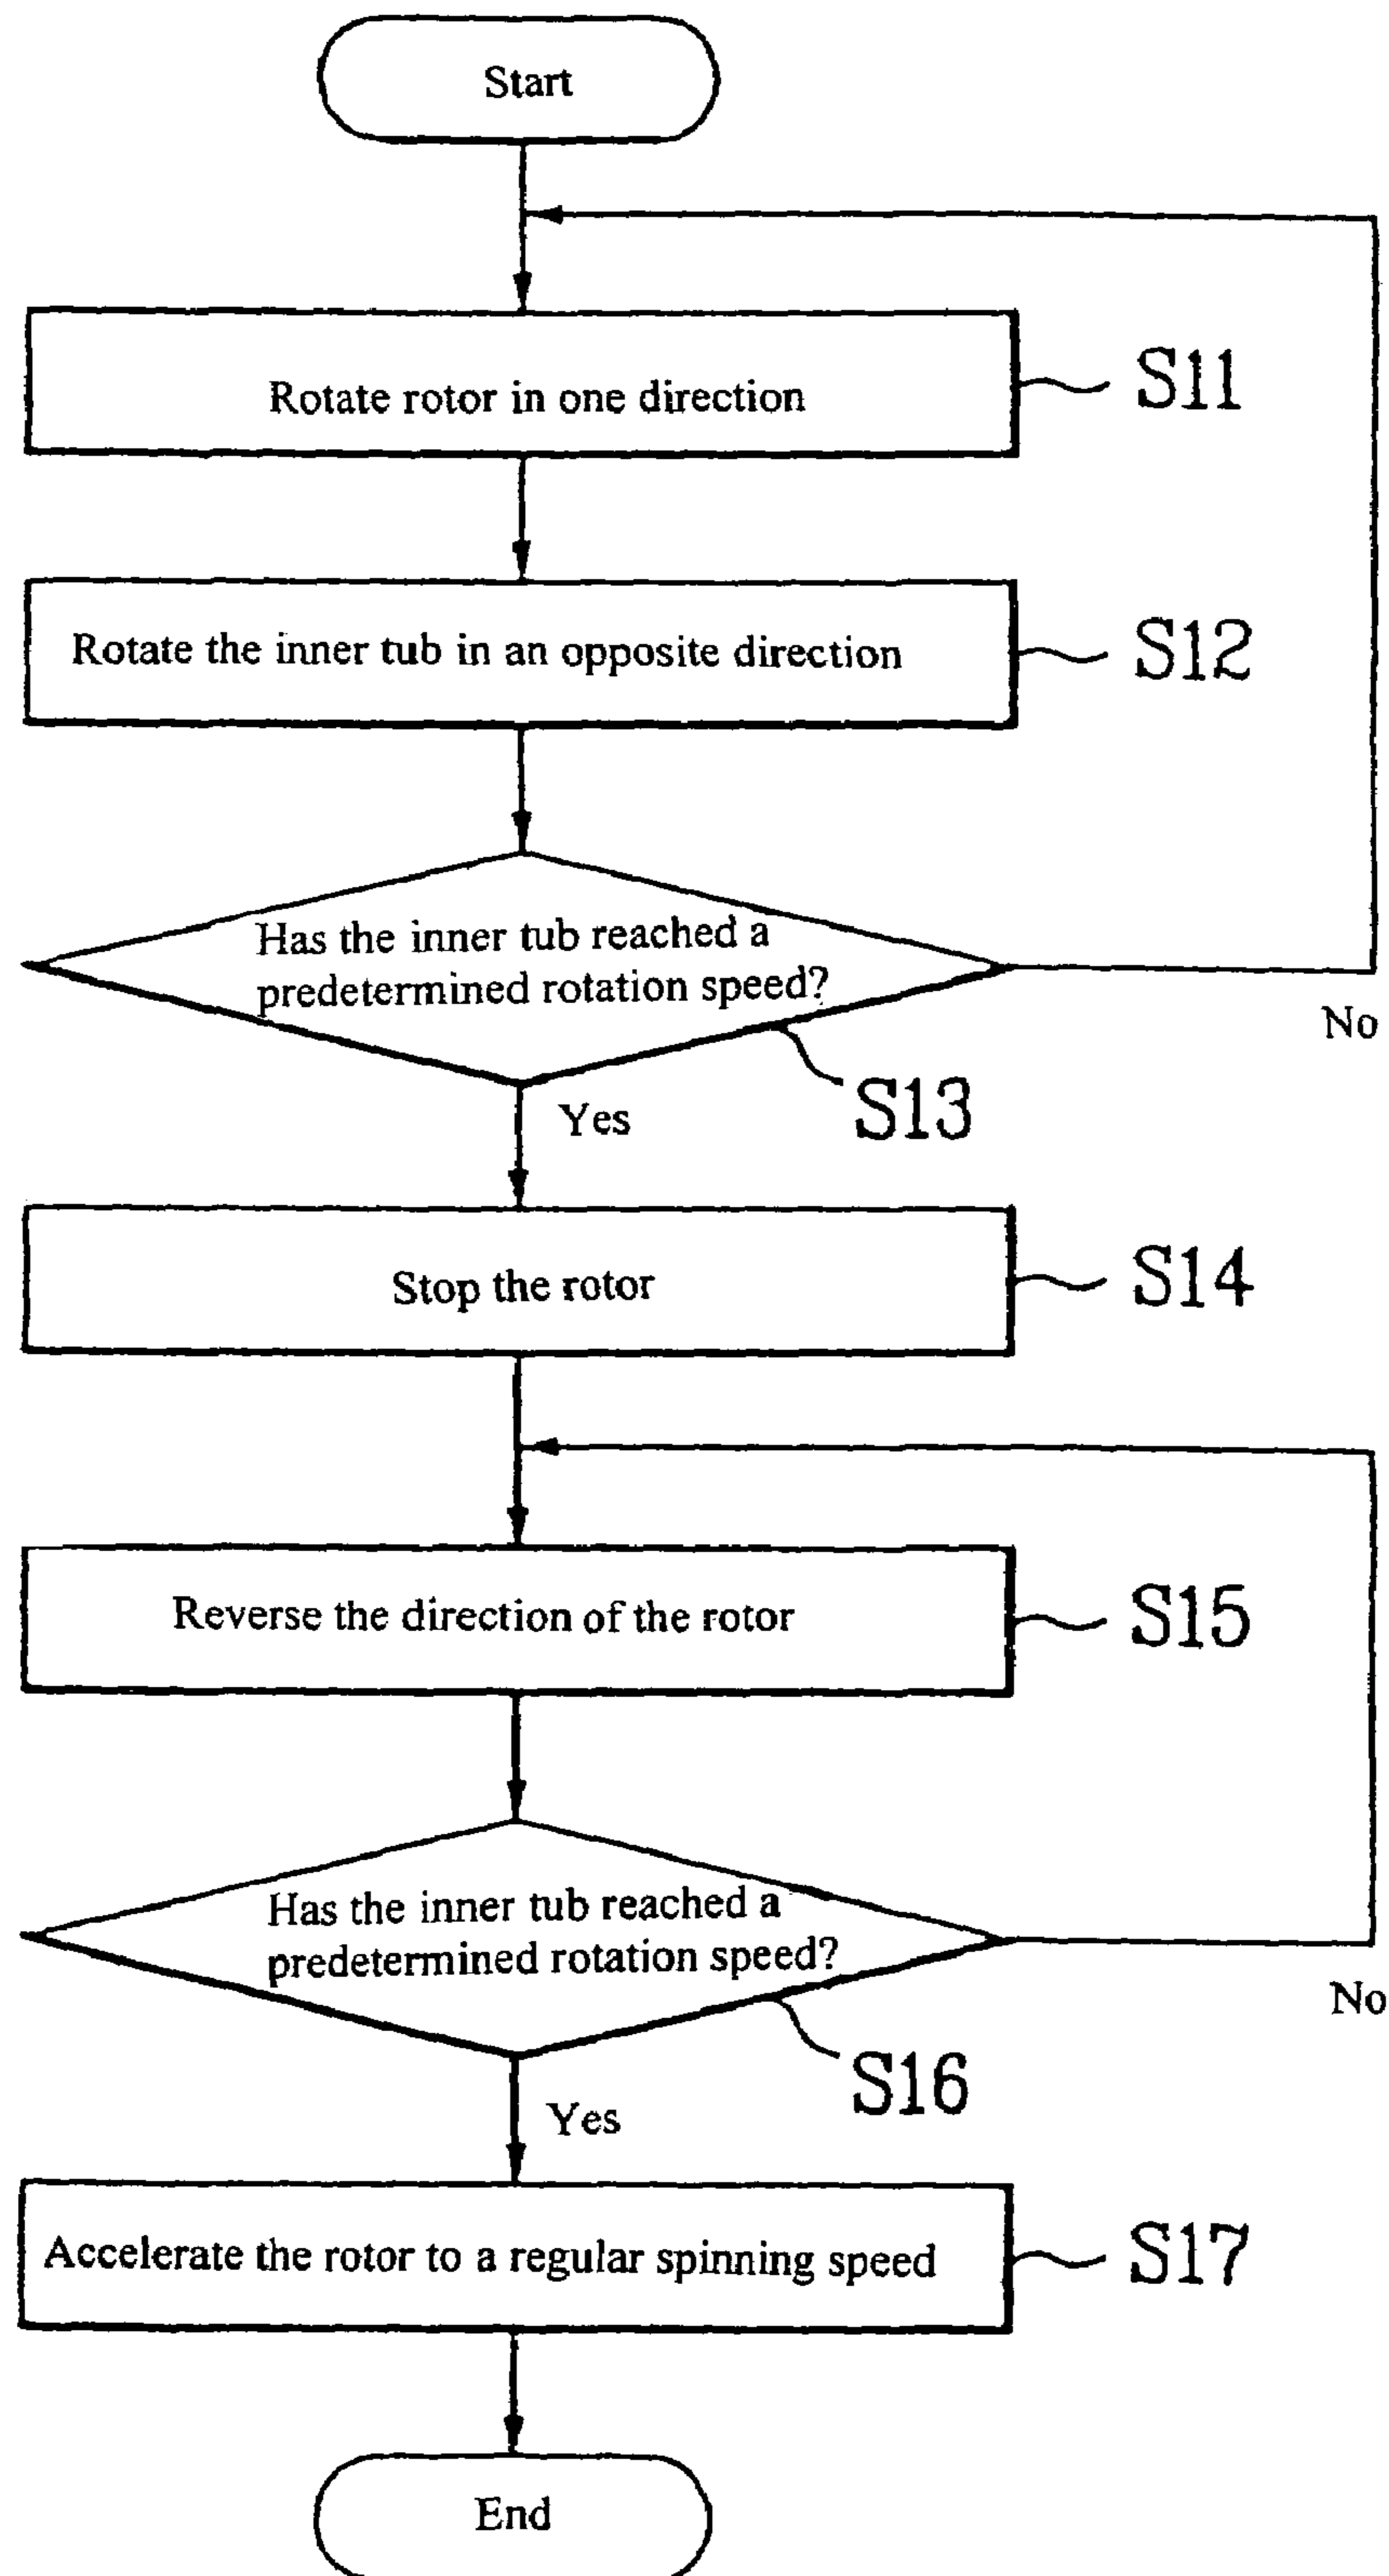 Start
Rotate rotor in one direction
S11
Rotate the inner tub in an opposite direction
S12
Has the inner tub reached a
predetermined rotation speed?
No
S13
Yes
Stop the rotor
S14
Reverse the direction of the rotor
S15
Has the inner tub reached a
predetermined rotation speed?
No
S16
Yes
Accelerate the rotor to a regular spinning speed
S17
End